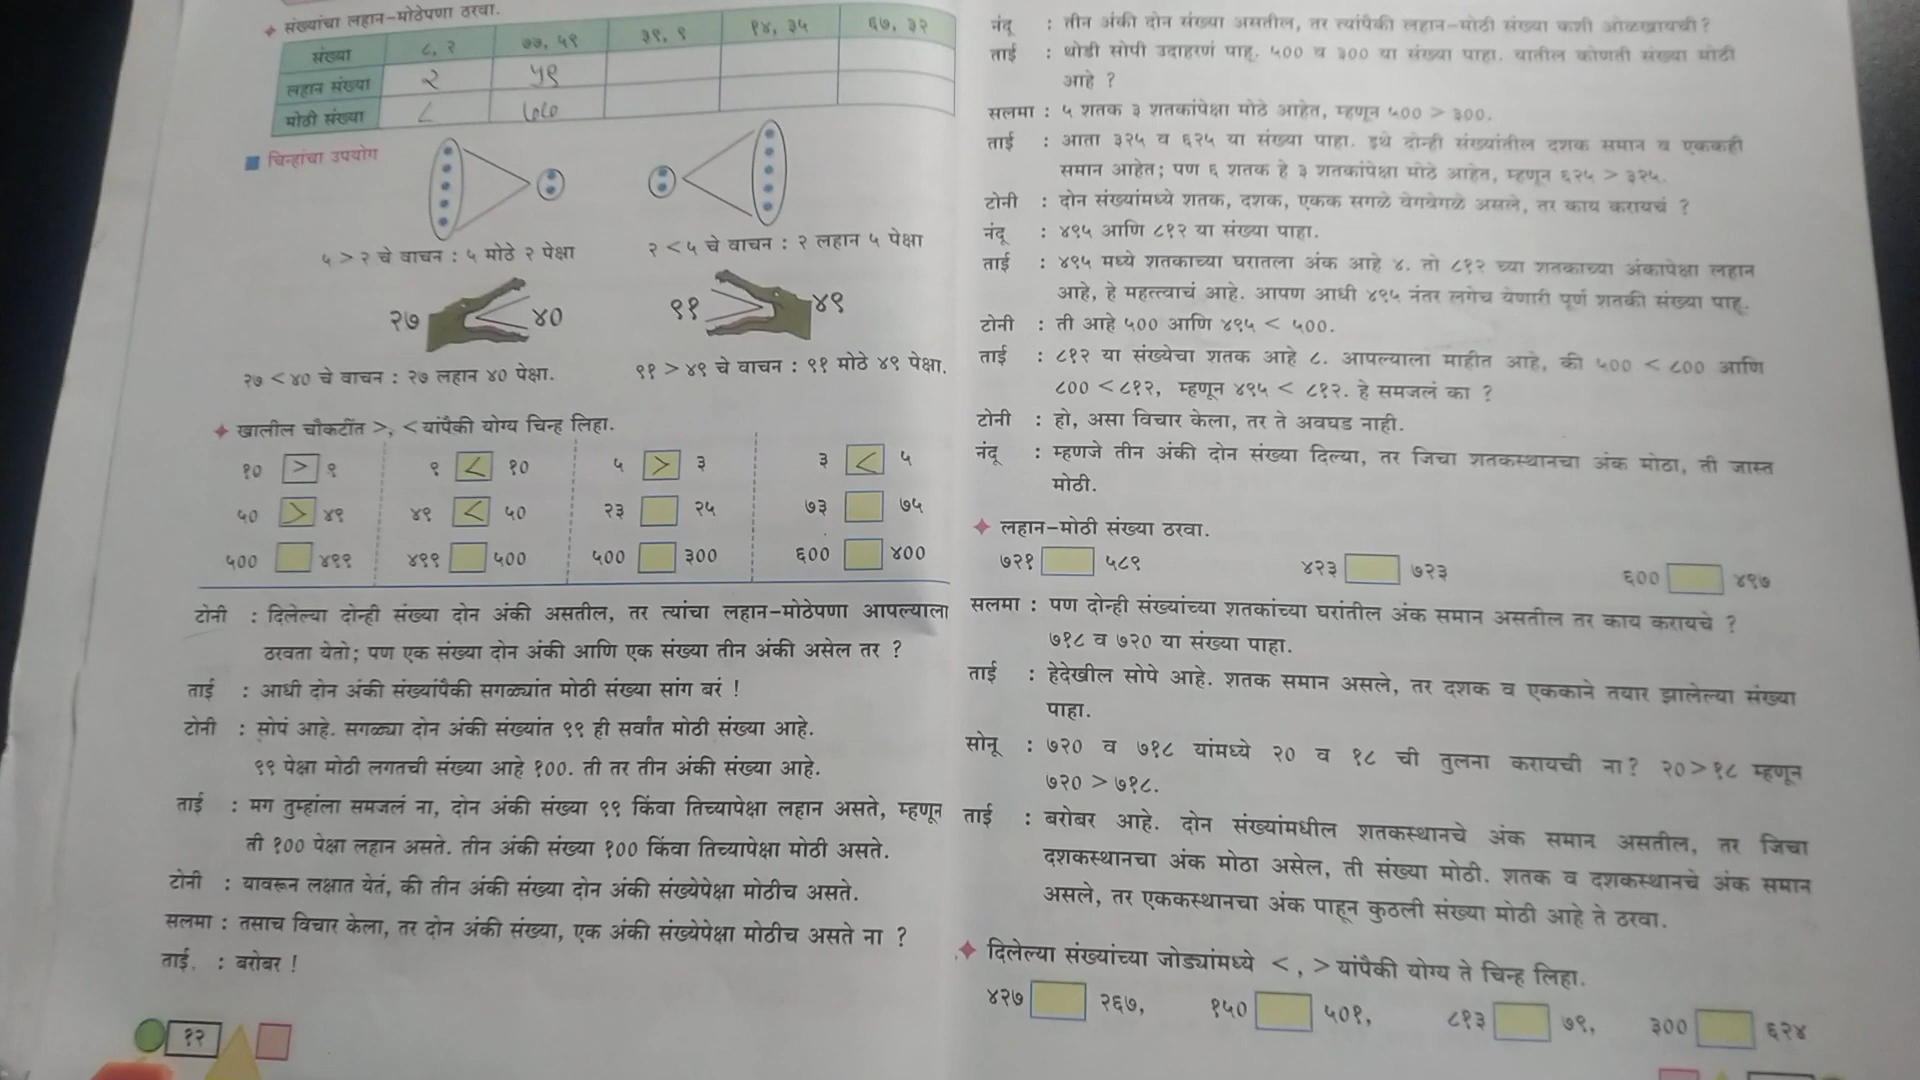 संख्यांचा लहान-मोठेपणा ठरवा.
संख्या ८, २ ७७, ५९ ३९, ९ १४, ३५ ६७, ३२
लहान संख्या २ ५९
मोठी संख्या ८ ७७
चिन्हांचा उपयोग
५ > २ चे वाचन : ५ मोठे २ पेक्षा
२ < ५ चे वाचन : २ लहान ५ पेक्षा
२७ < ४०
९१ > ४९
२७ < ४० चे वाचन : २७ लहान ४० पेक्षा.
९१ > ४९ चे वाचन : ९१ मोठे ४९ पेक्षा.
खालील चौकटींत >, < यांपैकी योग्य चिन्ह लिहा.
१० > ९ ९ < १० ५ > ३ ३ < ५
५० > ४९ ४९ < ५० २३ २५ ७३ ७५
५०० ४९९ ४९९ ५०० ५०० ३०० ६०० ४००
टोनी : दिलेल्या दोन्ही संख्या दोन अंकी असतील, तर त्यांचा लहान-मोठेपणा आपल्याला
ठरवता येतो; पण एक संख्या दोन अंकी आणि एक संख्या तीन अंकी असेल तर ?
ताई : आधी दोन अंकी संख्यांपैकी सगळ्यांत मोठी संख्या सांग बरं !
टोनी : सोपं आहे. सगळ्या दोन अंकी संख्यांत ९९ ही सर्वांत मोठी संख्या आहे.
९९ पेक्षा मोठी लगतची संख्या आहे १००. ती तर तीन अंकी संख्या आहे.
ताई : मग तुम्हांला समजलं ना, दोन अंकी संख्या ९९ किंवा तिच्यापेक्षा लहान असते, म्हणून
ती १०० पेक्षा लहान असते. तीन अंकी संख्या १०० किंवा तिच्यापेक्षा मोठी असते.
टोनी : यावरून लक्षात येतं, की तीन अंकी संख्या दोन अंकी संख्येपेक्षा मोठीच असते.
सलमा : तसाच विचार केला, तर दोन अंकी संख्या, एक अंकी संख्येपेक्षा मोठीच असते ना ?
ताई : बरोबर !
१२
नंदू : तीन अंकी दोन संख्या असतील, तर त्यांपैकी लहान-मोठी संख्या कशी ओळखायची ?
ताई : थोडी सोपी उदाहरणं पाहू. ५०० व ३०० या संख्या पाहा. यातील कोणती संख्या मोठी
आहे ?
सलमा : ५ शतक ३ शतकांपेक्षा मोठे आहेत, म्हणून ५०० > ३००.
ताई : आता ३२५ व ६२५ या संख्या पाहा. इथे दोन्ही संख्यांतील दशक समान व एककही
समान आहेत; पण ६ शतक हे ३ शतकांपेक्षा मोठे आहेत, म्हणून ६२५ > ३२५.
टोनी : दोन संख्यांमध्ये शतक, दशक, एकक सगळे वेगवेगळे असले, तर काय करायचं ?
नंदू : ४९५ आणि ८१२ या संख्या पाहा.
ताई : ४९५ मध्ये शतकाच्या घरातला अंक आहे ४. तो ८१२ च्या शतकाच्या अंकापेक्षा लहान
आहे, हे महत्त्वाचं आहे. आपण आधी ४९५ नंतर लगेच येणारी पूर्ण शतकी संख्या पाहू.
टोनी : ती आहे ५०० आणि ४९५ < ५००.
ताई : ८१२ या संख्येचा शतक आहे ८. आपल्याला माहीत आहे, की ५०० < ८०० आणि
८०० < ८१२, म्हणून ४९५ < ८१२. हे समजलं का ?
टोनी : हो, असा विचार केला, तर ते अवघड नाही.
नंदू : म्हणजे तीन अंकी दोन संख्या दिल्या, तर जिचा शतकस्थानचा अंक मोठा, ती जास्त
मोठी.
लहान-मोठी संख्या ठरवा.
७२१ ५८९ ४२३ ७२३ ६०० ४९७
सलमा : पण दोन्ही संख्यांच्या शतकांच्या घरांतील अंक समान असतील तर काय करायचे ?
७१८ व ७२० या संख्या पाहा.
ताई : हेदेखील सोपे आहे. शतक समान असले, तर दशक व एककाने तयार झालेल्या संख्या
पाहा.
सोनू : ७२० व ७१८ यांमध्ये २० व १८ ची तुलना करायची ना? २० > १८ म्हणून
७२० > ७१८.
ताई : बरोबर आहे. दोन संख्यांमधील शतकस्थानचे अंक समान असतील, तर जिचा
दशकस्थानचा अंक मोठा असेल, ती संख्या मोठी. शतक व दशकस्थानचे अंक समान
असले, तर एककस्थानचा अंक पाहून कुठली संख्या मोठी आहे ते ठरवा.
दिलेल्या संख्यांच्या जोड्यांमध्ये <, > यांपैकी योग्य ते चिन्ह लिहा.
४२७ २६७, १५० ५०१, ८१३ ७९, ३०० ६२४